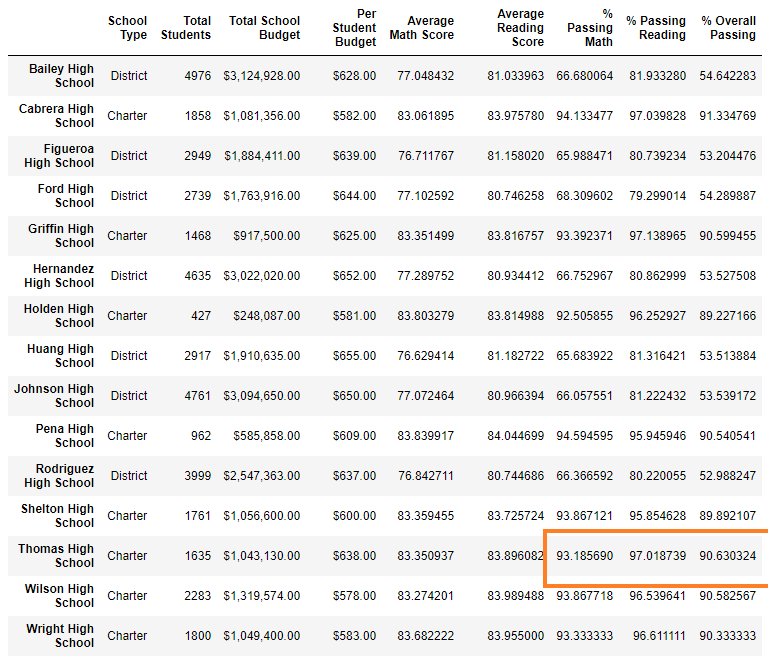 School Type Total Students Total School Budget Per Student Budget Average Math Score Average Reading Score % Passing Math % Passing Reading % Overall Passing
Bailey High School District 4976 $3,124,928.00 $628.00 77.048432 81.033963 66.680064 81.933280 54.642283
Cabrera High School Charter 1858 $1,081,356.00 $582.00 83.061895 83.975780 94.133477 97.039828 91.334769
Figueroa High School District 2949 $1,884,411.00 $639.00 76.711767 81.158020 65.988471 80.739234 53.204476
Ford High School District 2739 $1,763,916.00 $644.00 77.102592 80.746258 68.309602 79.299014 54.289887
Griffin High School Charter 1468 $917,500.00 $625.00 83.351499 83.816757 93.392371 97.138965 90.599455
Hernandez High School District 4635 $3,022,020.00 $652.00 77.289752 80.934412 66.752967 80.862999 53.527508
Holden High School Charter 427 $248,087.00 $581.00 83.803279 83.814988 92.505855 96.252927 89.227166
Huang High School District 2917 $1,910,635.00 $655.00 76.629414 81.182722 65.683922 81.316421 53.513884
Johnson High School District 4761 $3,094,650.00 $650.00 77.072464 80.966394 66.057551 81.222432 53.539172
Pena High School Charter 962 $585,858.00 $609.00 83.839917 84.044699 94.594595 95.945946 90.540541
Rodriguez High School District 3999 $2,547,363.00 $637.00 76.842711 80.744686 66.366592 80.220055 52.988247
Shelton High School Charter 1761 $1,056,600.00 $600.00 83.359455 83.725724 93.867121 95.854628 89.892107
Thomas High School Charter 1635 $1,043,130.00 $638.00 83.350937 83.896082 93.185690 97.018739 90.630324
Wilson High School Charter 2283 $1,319,574.00 $578.00 83.274201 83.989488 93.867718 96.539641 90.582567
Wright High School Charter 1800 $1,049,400.00 $583.00 83.682222 83.955000 93.333333 96.611111 90.333333